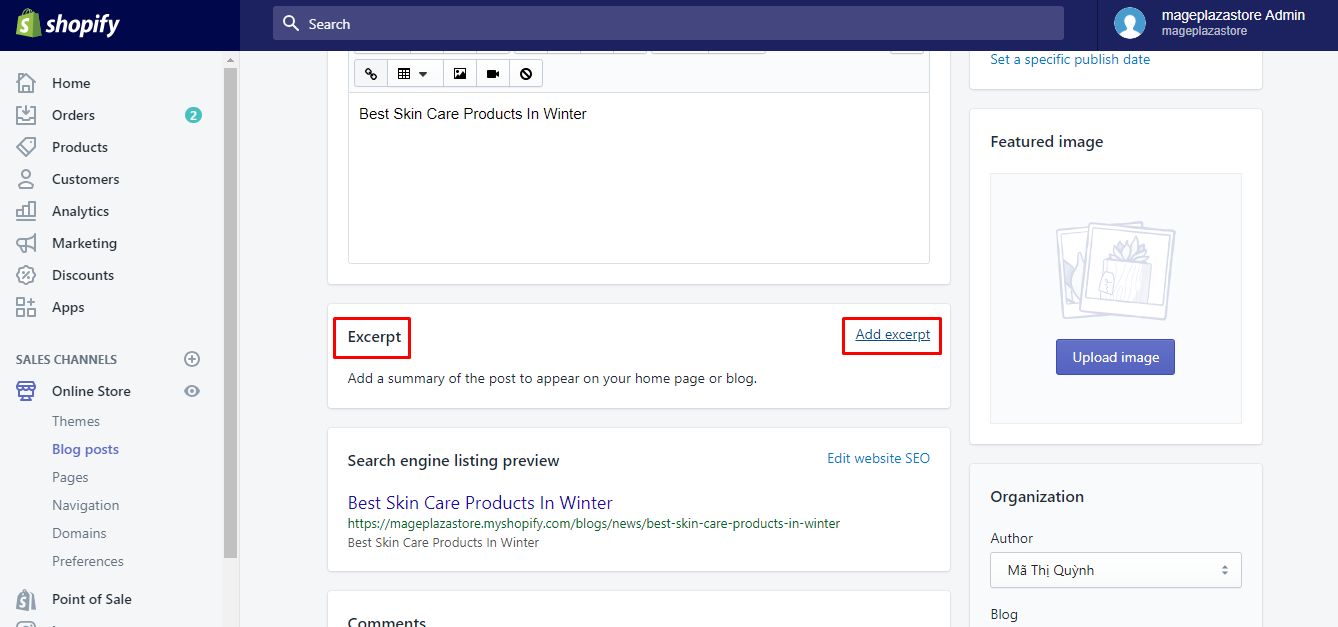 shopify
Search
mageplazastore Admin
mageplazastore
Home
Orders
2
Products
Customers
Analytics
Marketing
Discounts
Apps
SALES CHANNELS
Online Store
Themes
Blog posts
Pages
Navigation
Domains
Preferences
Point of Sale
Best Skin Care Products In Winter
Excerpt
Add excerpt
Add a summary of the post to appear on your home page or blog.
Search engine listing preview
Edit website SEO
Best Skin Care Products In Winter
https://mageplazastore.myshopify.com/blogs/news/best-skin-care-products-in-winter
Best Skin Care Products In Winter
Comments
Set a specific publish date
Featured image
Upload image
Organization
Author
Mã Thị Quỳnh
Blog